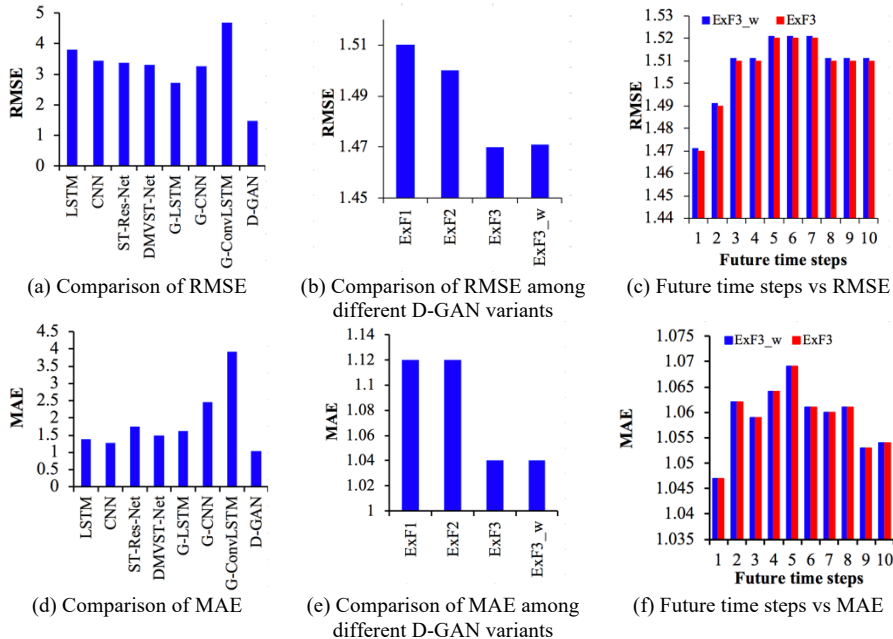 5
4
3
2
1
0
RMSE
LSTM
CNN
ST-Res-Net
DMVST-Net
G-LSTM
G-CNN
G-ConvLSTM
D-GAN
(a) Comparison of RMSE
1.51
1.49
1.47
1.45
RMSE
ExF1
ExF2
ExF3
ExF3_w
(b) Comparison of RMSE among
different D-GAN variants
1.53
1.52
1.51
1.5
1.49
1.48
1.47
1.46
1.45
1.44
RMSE
ExF3_w ExF3
1 2 3 4 5 6 7 8 9 10
Future time steps
(c) Future time steps vs RMSE
4.5
4
3.5
3
2.5
2
1.5
1
0.5
0
MAE
LSTM
CNN
ST-Res-Net
DMVST-Net
G-LSTM
G-CNN
G-ConvLSTM
D-GAN
(d) Comparison of MAE
1.14
1.12
1.1
1.08
1.06
1.04
1.02
1
MAE
ExF1
ExF2
ExF3
ExF3_w
(e) Comparison of MAE among
different D-GAN variants
1.075
1.07
1.065
1.06
1.055
1.05
1.045
1.04
1.035
MAE
ExF3_w ExF3
1 2 3 4 5 6 7 8 9 10
Future time steps
(f) Future time steps vs MAE